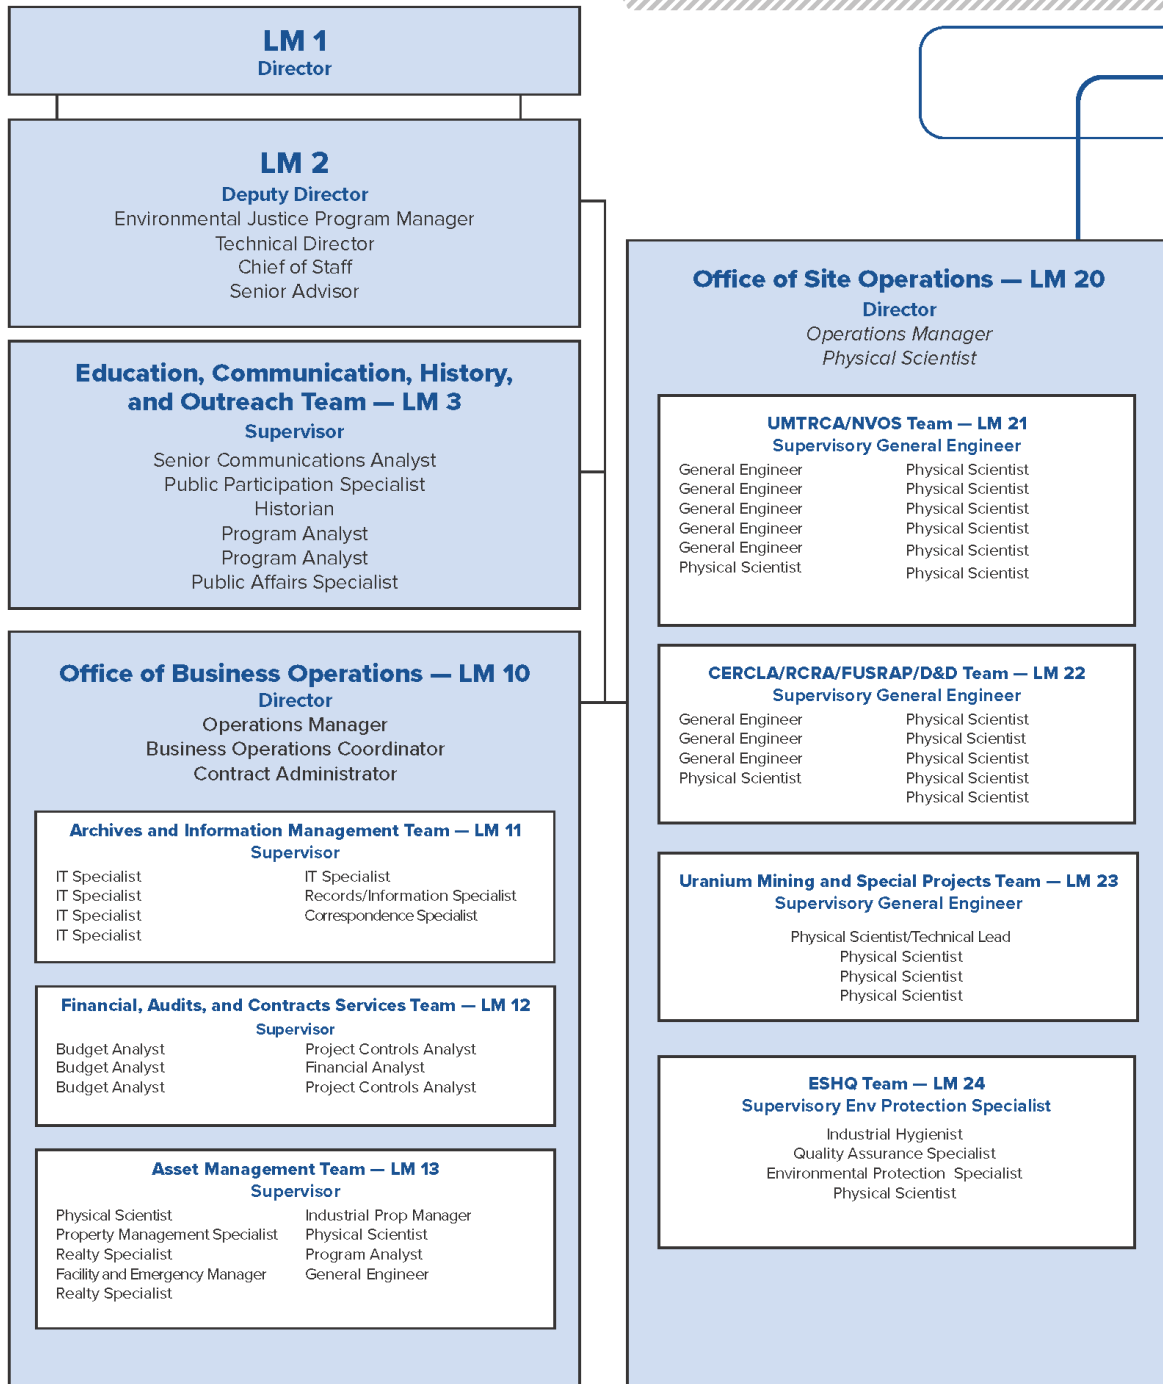 LM 1
Director
LM 2
Deputy Director
Environmental Justice Program Manager
Technical Director
Chief of Staff
Senior Advisor
Education, Communication, History,
and Outreach Team — LM 3
Supervisor
Senior Communications Analyst
Public Participation Specialist
Historian
Program Analyst
Program Analyst
Public Affairs Specialist
Office of Business Operations — LM 10
Director
Operations Manager
Business Operations Coordinator
Contract Administrator
Archives and Information Management Team — LM 11
Supervisor
IT Specialist
IT Specialist
IT Specialist
IT Specialist
IT Specialist
Records/Information Specialist
Correspondence Specialist
Financial, Audits, and Contracts Services Team — LM 12
Supervisor
Budget Analyst
Budget Analyst
Budget Analyst
Project Controls Analyst
Financial Analyst
Project Controls Analyst
Asset Management Team — LM 13
Supervisor
Physical Scientist
Property Management Specialist
Realty Specialist
Facility and Emergency Manager
Realty Specialist
Industrial Prop Manager
Physical Scientist
Program Analyst
General Engineer
Office of Site Operations — LM 20
Director
Operations Manager
Physical Scientist
UMTRCA/NVOS Team — LM 21
Supervisory General Engineer
General Engineer
General Engineer
General Engineer
General Engineer
General Engineer
Physical Scientist
Physical Scientist
Physical Scientist
Physical Scientist
Physical Scientist
Physical Scientist
Physical Scientist
CERCLA/RCRA/FUSRAP/D&D Team — LM 22
Supervisory General Engineer
General Engineer
General Engineer
General Engineer
Physical Scientist
Physical Scientist
Physical Scientist
Physical Scientist
Physical Scientist
Physical Scientist
Uranium Mining and Special Projects Team — LM 23
Supervisory General Engineer
Physical Scientist/Technical Lead
Physical Scientist
Physical Scientist
Physical Scientist
ESHQ Team — LM 24
Supervisory Env Protection Specialist
Industrial Hygienist
Quality Assurance Specialist
Environmental Protection Specialist
Physical Scientist